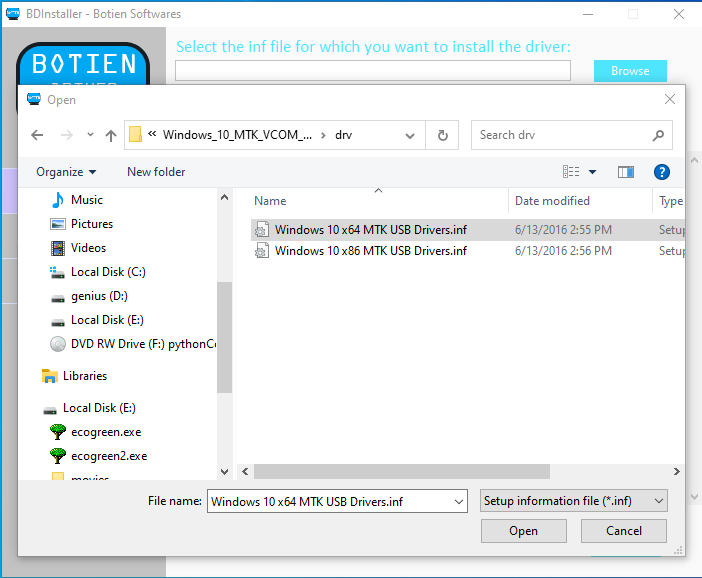 BDInstaller - Botien Softwares
Select the inf file for which you want to install the driver:
BOTIEN
Browse
Open
« Windows_10_MTK_VCOM_... › drv
Search drv
Organize
New folder
Name
Date modified
Type
Music
Pictures
Videos
Local Disk (C:)
genius (D:)
Local Disk (E:)
DVD RW Drive (F:) pythonCo
Libraries
Local Disk (E:)
ecogreen.exe
ecogreen2.exe
movies
Windows 10 x64 MTK USB Drivers.inf 6/13/2016 2:55 PM Setup
Windows 10 x86 MTK USB Drivers.inf 6/13/2016 2:56 PM Setup
File name:
Windows 10 x64 MTK USB Drivers.inf
Setup information file (*.inf)
Open
Cancel